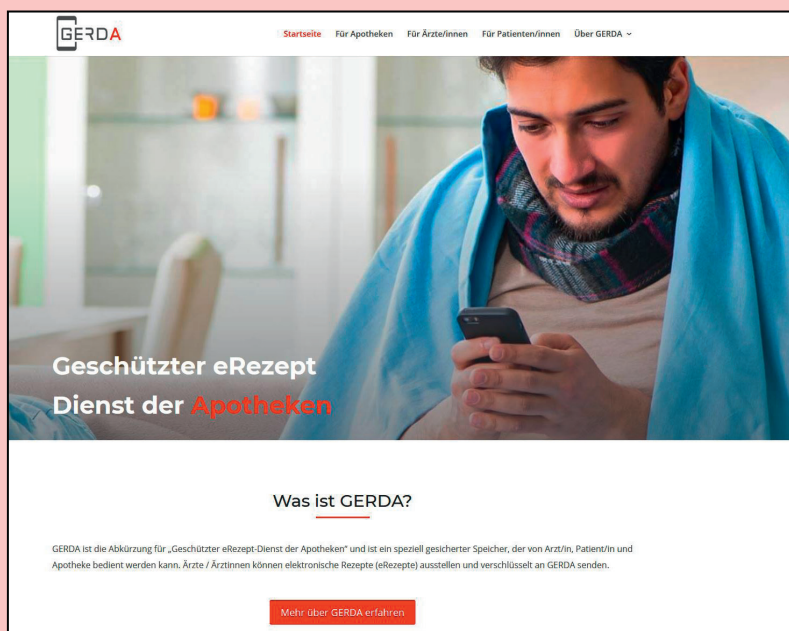 GERDA
Startseite Für Apotheken Für Ärzte/innen Für Patienten/innen Über GERDA
Geschützter eRezept
Dienst der Apotheken
Was ist GERDA?
GERDA ist die Abkürzung für „Geschützter eRezept-Dienst der Apotheken“ und ist ein speziell gesicherter Speicher, der von Arzt/in, Patient/in und
Apotheke bedient werden kann. Ärzte / Ärztinnen können elektronische Rezepte (eRezepte) ausstellen und verschlüsselt an GERDA senden.
Mehr über GERDA erfahren